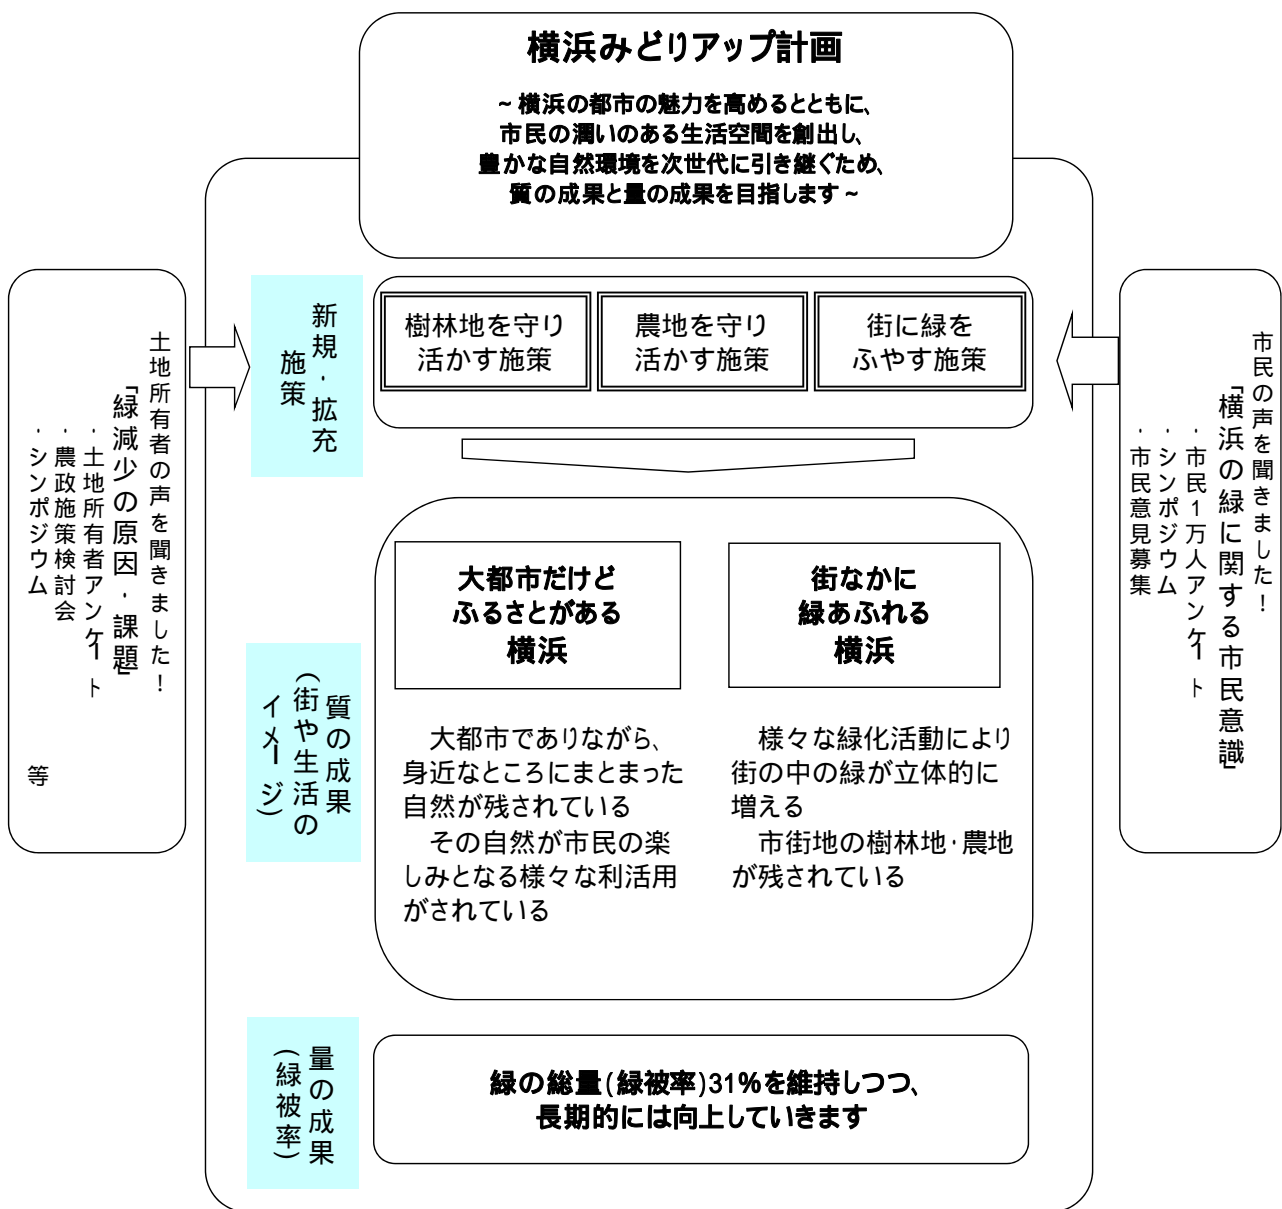 横浜みどりアップ計画
~横浜の都市の魅力を高めるとともに、
市民の潤いのある生活空間を創出し、
豊かな自然環境を次世代に引き継ぐため、
質の成果と量の成果を目指します~
土地所有者の声を聞きました!
「緑減少の原因・課題」
・土地所有者アンケート
・農政施策検討会
・シンポジウム
等
新規・拡充
施策
樹林地を守り
活かす施策
農地を守り
活かす施策
街に緑を
ふやす施策
市民の声を聞きました!
「横浜の緑に関する市民意識」
・市民1万人アンケート
・シンポジウム
・市民意見募集
質の成果
(街や生活の
イメージ)
大都市だけど
ふるさとがある
横浜
大都市でありながら、
身近なところにまとまった
自然が残されている
その自然が市民の楽
しみとなる様々な利活用
がされている
街なかに
緑あふれる
横浜
様々な緑化活動により
街の中の緑が立体的に
増える
市街地の樹林地・農地
が残されている
量の成果
(緑被率)
緑の総量(緑被率)31%を維持しつつ、
長期的には向上していきます